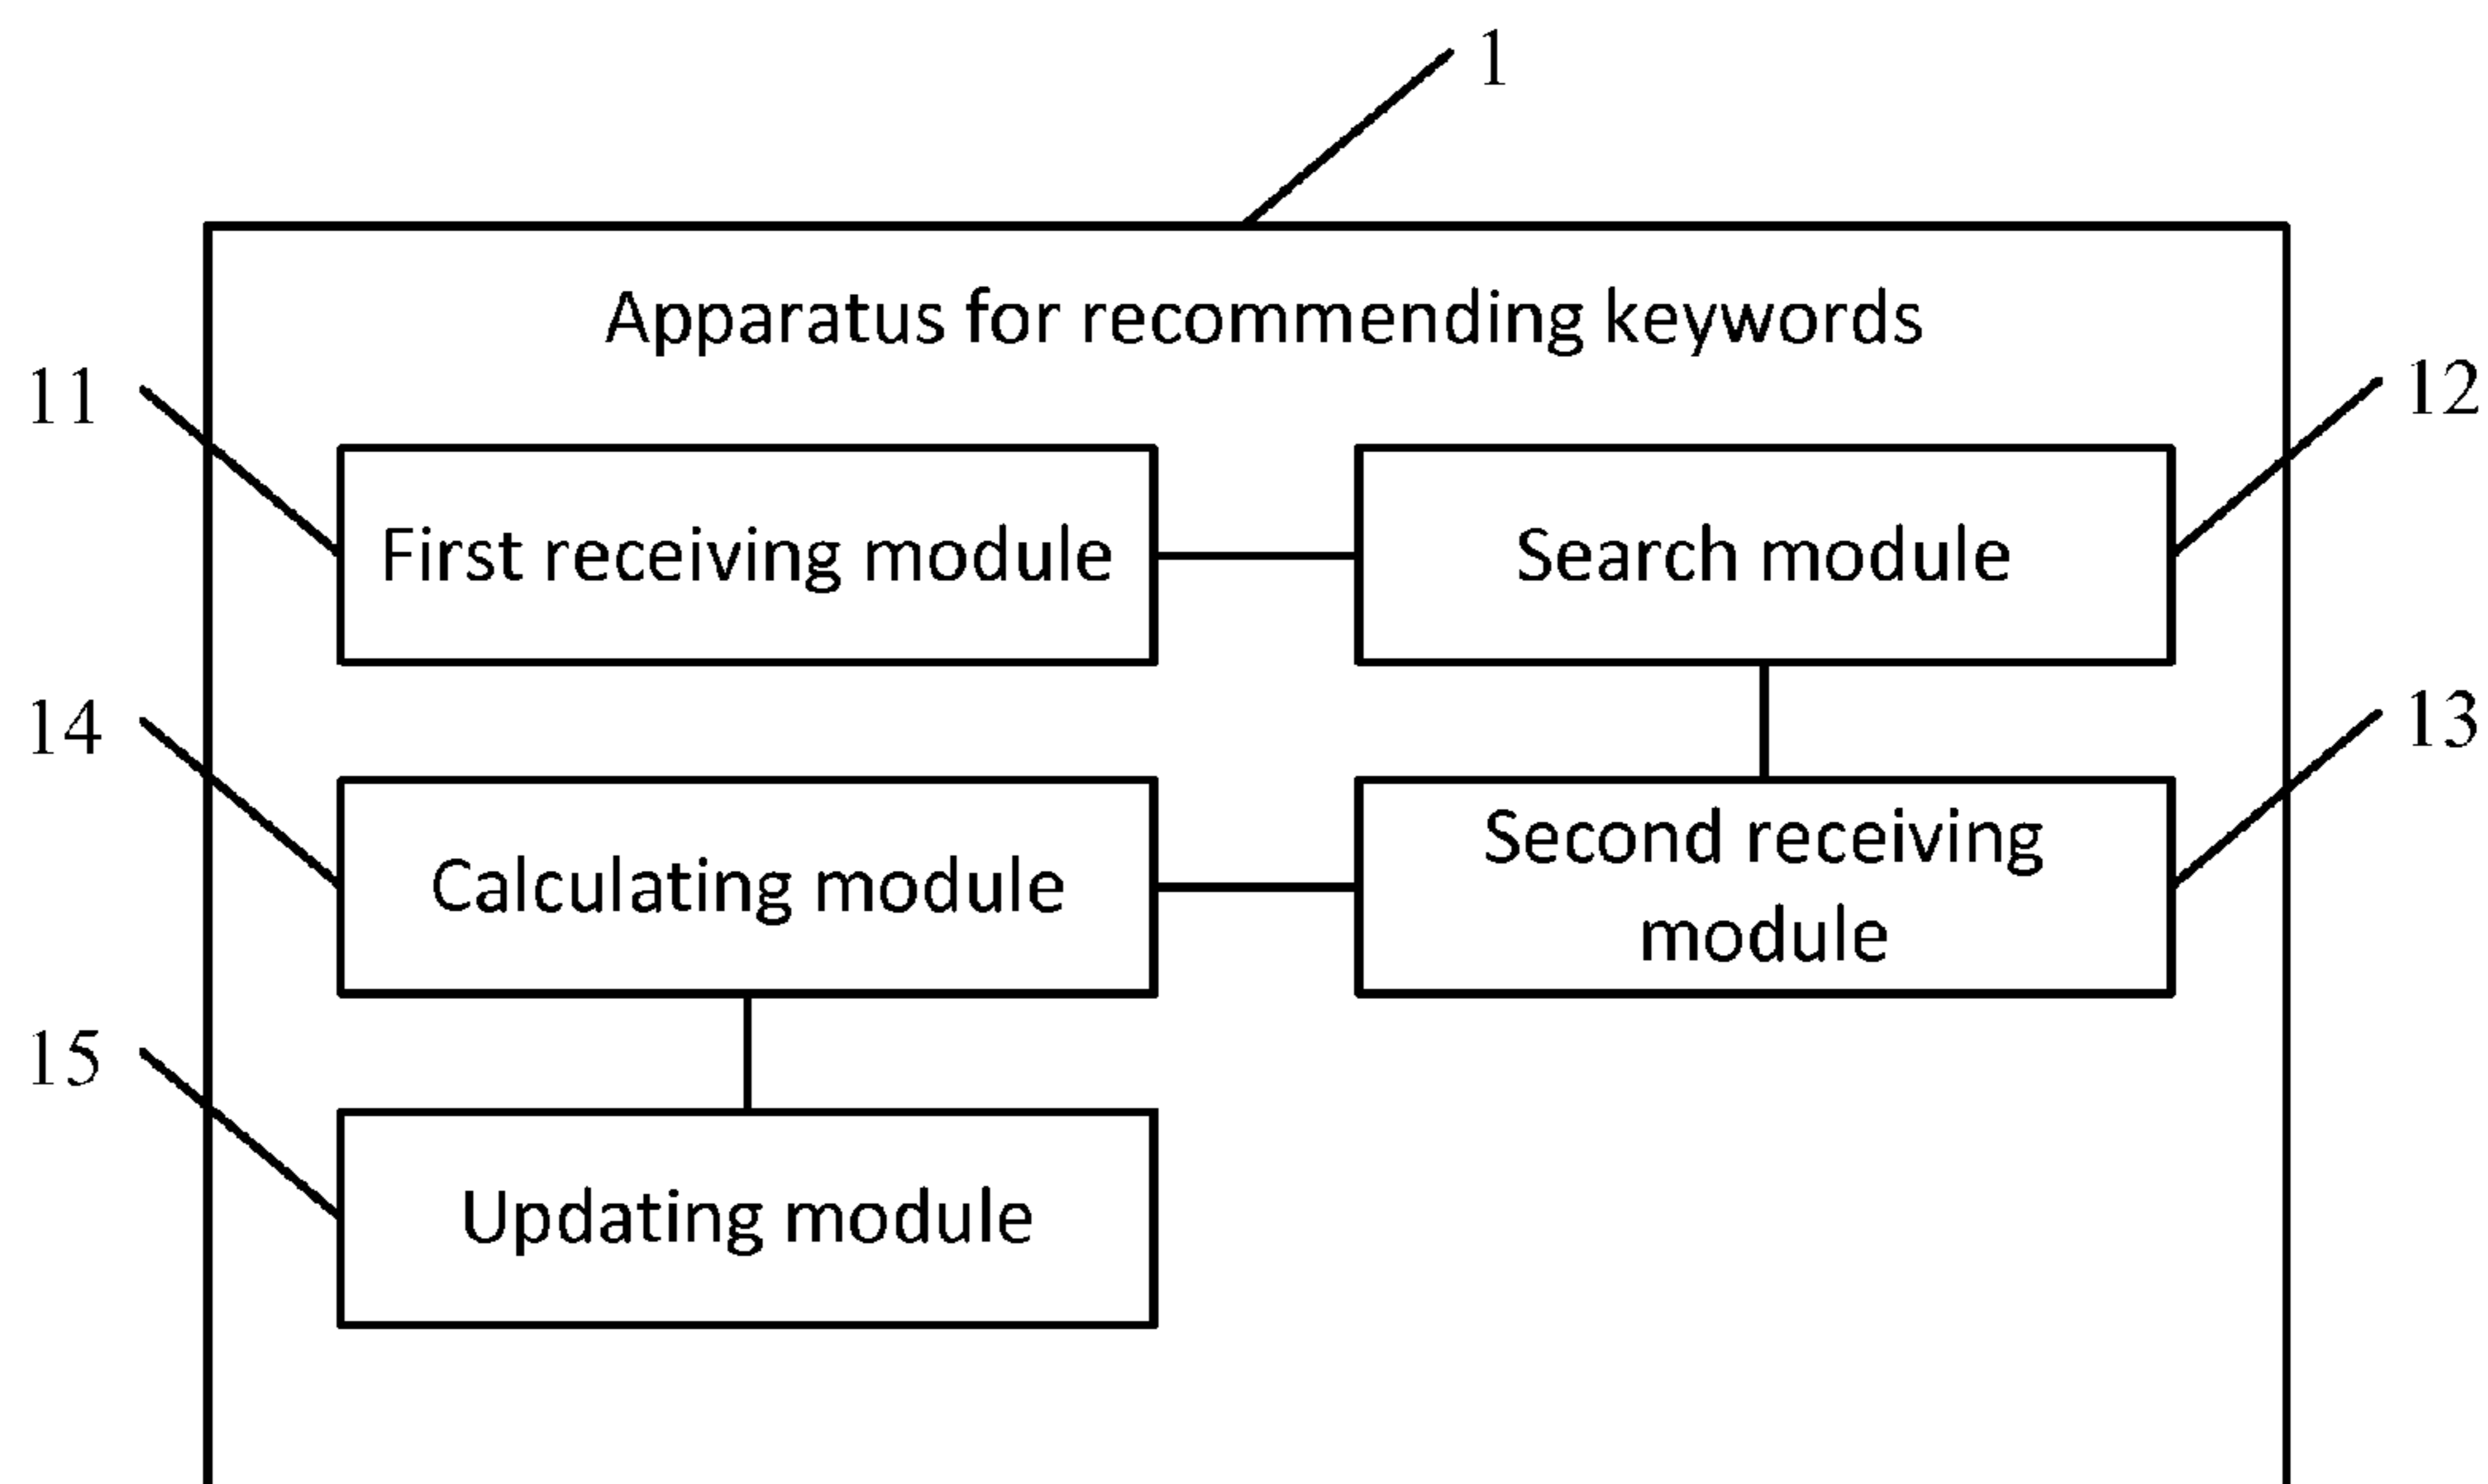 1
Apparatus for recommending keywords
11
12
First receiving module
Search module
14
13
Calculating module
Second receiving
module
15
Updating module